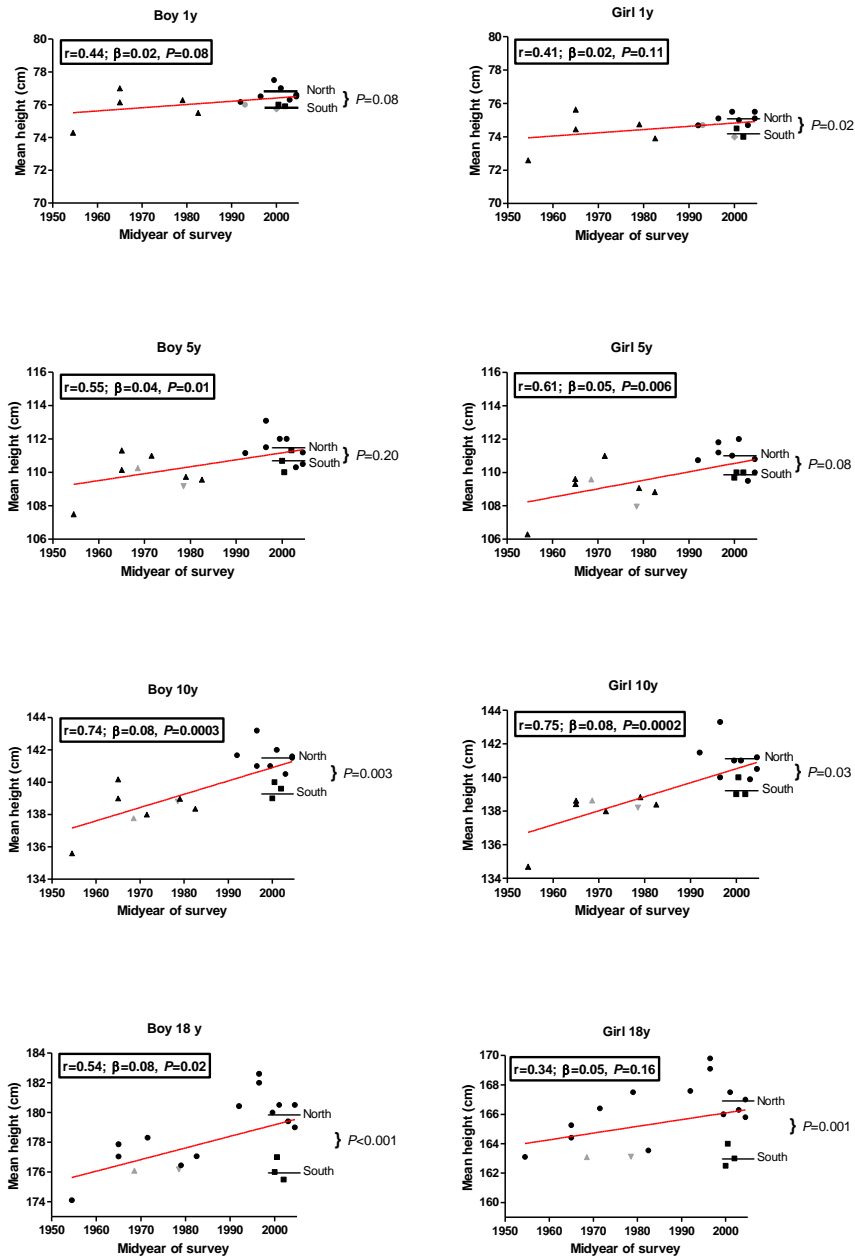 Boy 1y
r=0.44; β=0.02, P=0.08
Mean height (cm)
80
78
76
74
72
70
North
South
} P=0.08
1950 1960 1970 1980 1990 2000
Midyear of survey
Girl 1y
r=0.41; β=0.02, P=0.11
Mean height (cm)
80
78
76
74
72
70
North
South
} P=0.02
1950 1960 1970 1980 1990 2000
Midyear of survey
Boy 5y
r=0.55; β=0.04, P=0.01
Mean height (cm)
116
114
112
110
108
106
North
South
} P=0.20
1950 1960 1970 1980 1990 2000
Midyear of survey
Girl 5y
r=0.61; β=0.05, P=0.006
Mean height (cm)
116
114
112
110
108
106
North
South
} P=0.08
1950 1960 1970 1980 1990 2000
Midyear of survey
Boy 10y
r=0.74; β=0.08, P=0.0003
Mean height (cm)
144
142
140
138
136
134
North
South
} P=0.003
1950 1960 1970 1980 1990 2000
Midyear of survey
Girl 10y
r=0.75; β=0.08, P=0.0002
Mean height (cm)
144
142
140
138
136
134
North
South
} P=0.03
1950 1960 1970 1980 1990 2000
Midyear of survey
Boy 18 y
r=0.54; β=0.08, P=0.02
Mean height (cm)
184
182
180
178
176
174
North
South
} P<0.001
1950 1960 1970 1980 1990 2000
Midyear of survey
Girl 18y
r=0.34; β=0.05, P=0.16
Mean height (cm)
170
168
166
164
162
160
North
South
} P=0.001
1950 1960 1970 1980 1990 2000
Midyear of survey